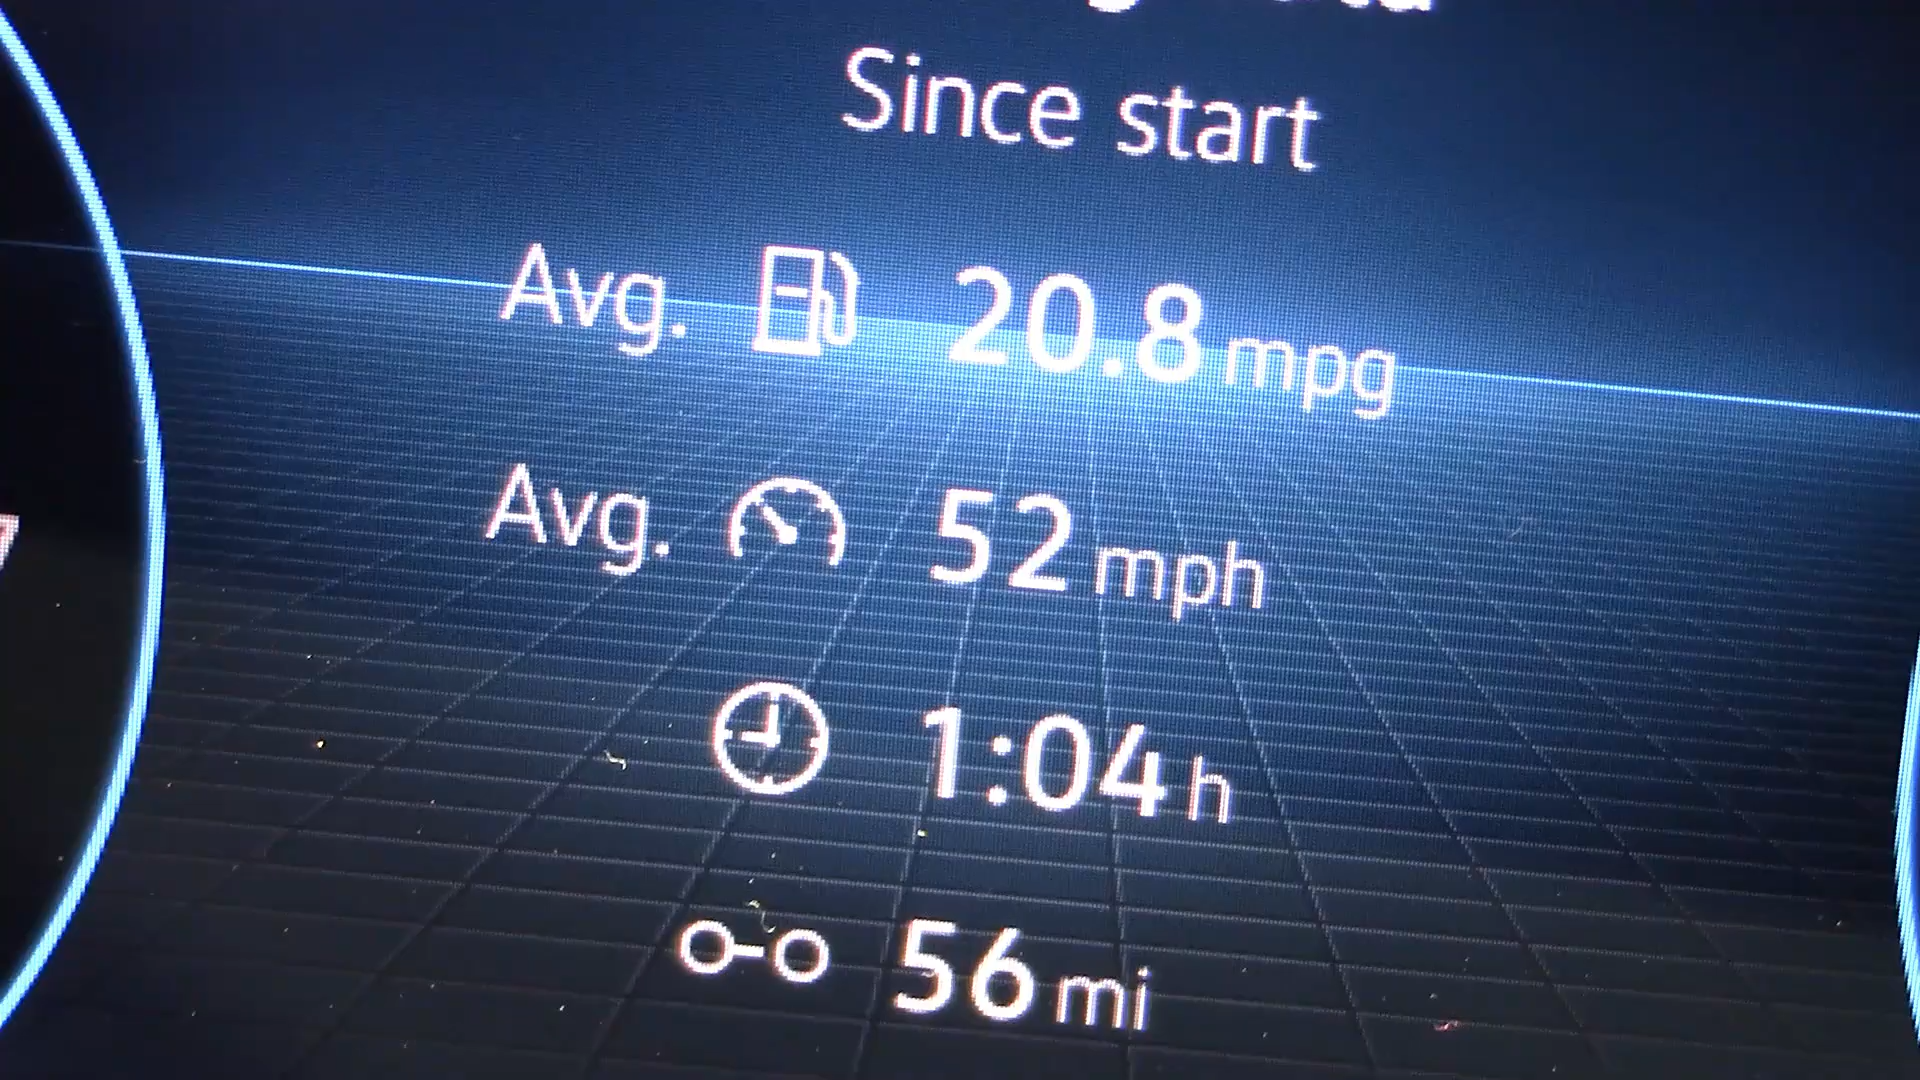 Since start
Avg. 20.8 mpg
Avg. 52 mph
1:04 h
56 mi